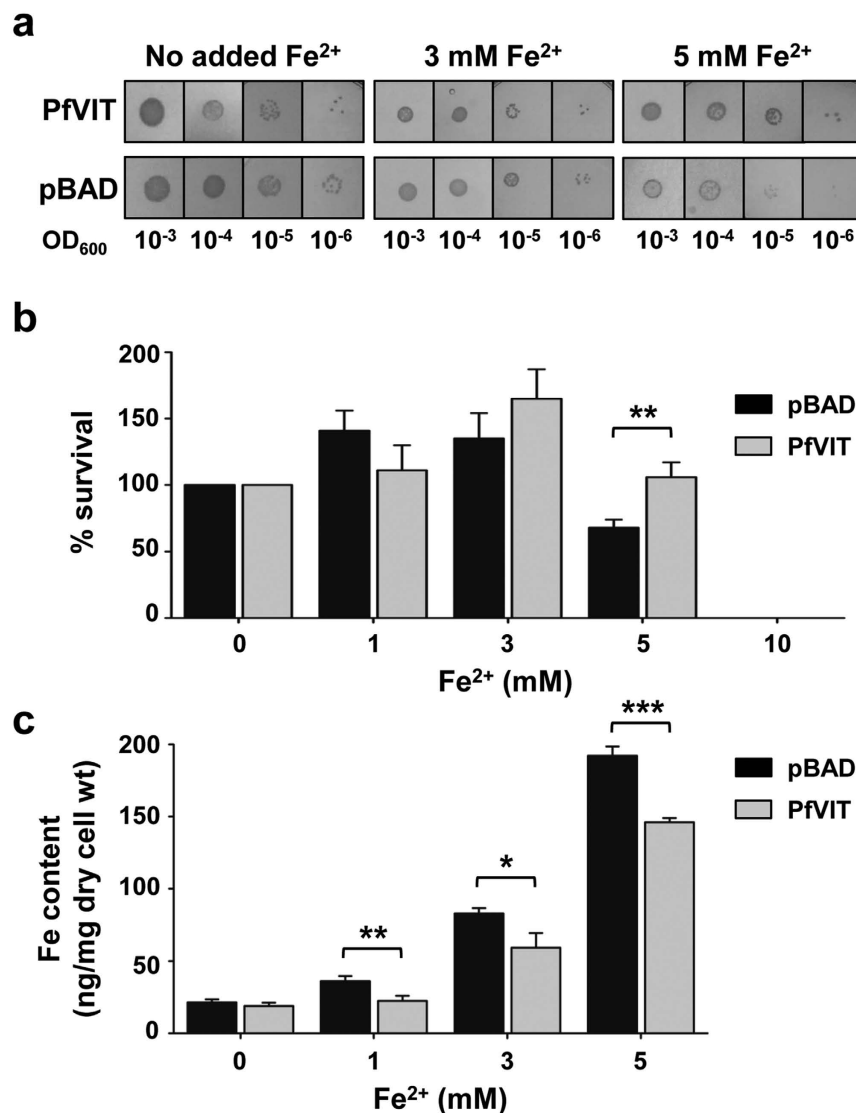 a
No added Fe²⁺ 3 mM Fe²⁺ 5 mM Fe²⁺
PfVIT
pBAD
OD₆₀₀ 10⁻³ 10⁻⁴ 10⁻⁵ 10⁻⁶ 10⁻³ 10⁻⁴ 10⁻⁵ 10⁻⁶ 10⁻³ 10⁻⁴ 10⁻⁵ 10⁻⁶
b
% survival
200
150
100
50
0
**
pBAD
PfVIT
0 1 3 5 10
Fe²⁺ (mM)
c
Fe content
(ng/mg dry cell wt)
200
150
100
50
0
**
*
***
pBAD
PfVIT
0 1 3 5
Fe²⁺ (mM)